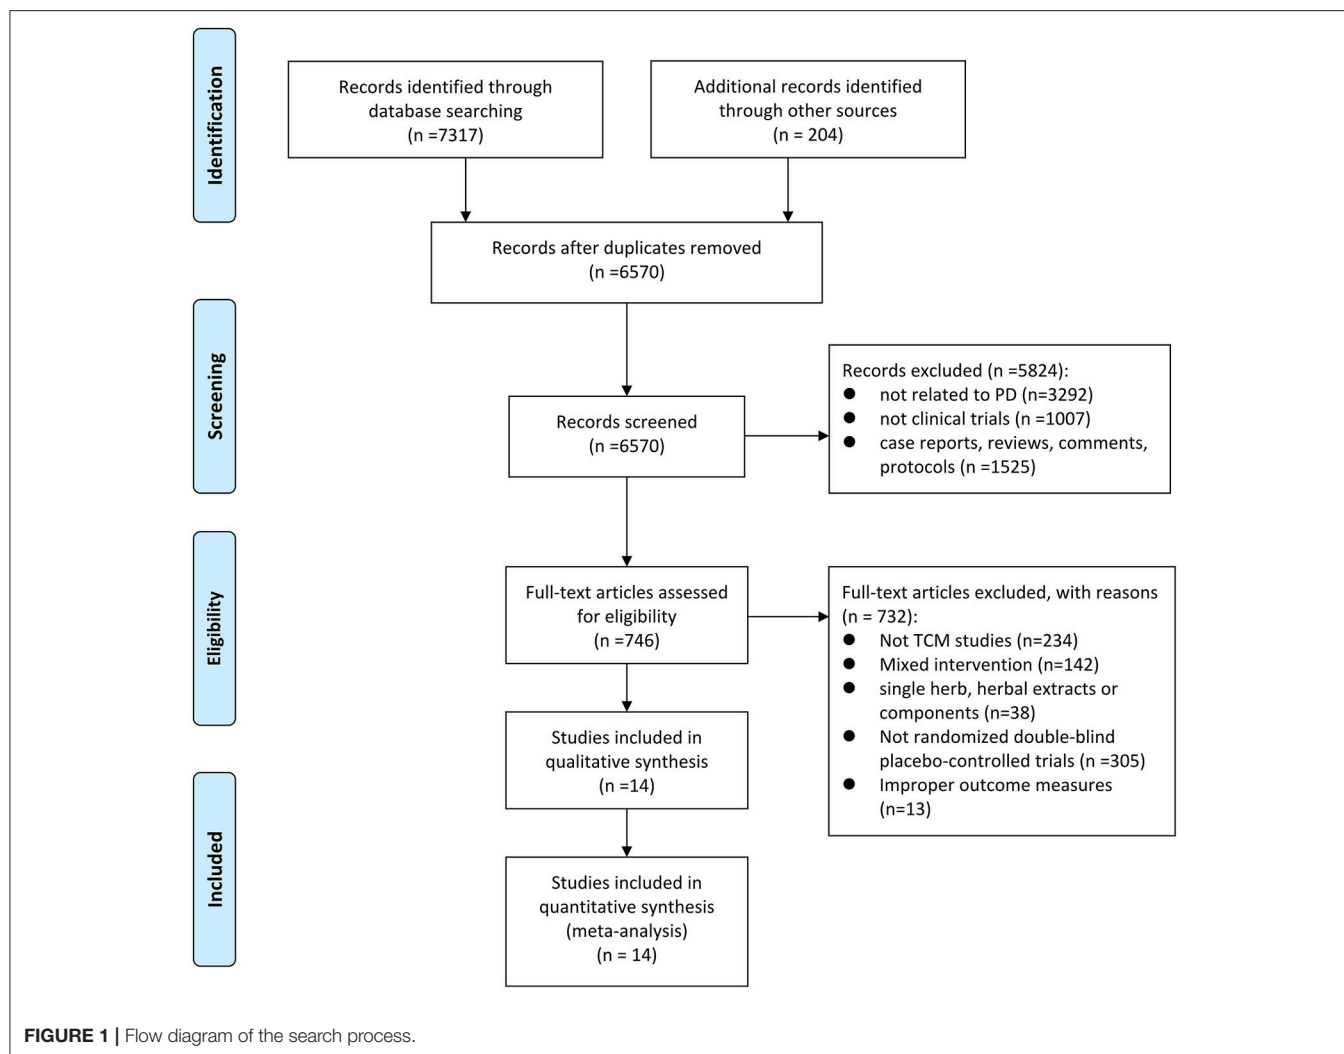 Identification
Records identified through
database searching
(n =7317)
Additional records identified
through other sources
(n = 204)
Records after duplicates removed
(n =6570)
Screening
Records screened
(n =6570)
Records excluded (n =5824):
● not related to PD (n=3292)
● not clinical trials (n =1007)
● case reports, reviews, comments,
protocols (n =1525)
Eligibility
Full-text articles assessed
for eligibility
(n =746)
Full-text articles excluded, with reasons
(n = 732):
● Not TCM studies (n=234)
● Mixed intervention (n=142)
● single herb, herbal extracts or
components (n=38)
● Not randomized double-blind
placebo-controlled trials (n =305)
● Improper outcome measures
(n=13)
Studies included in
qualitative synthesis
(n =14)
Included
Studies included in
quantitative synthesis
(meta-analysis)
(n = 14)
FIGURE 1 | Flow diagram of the search process.